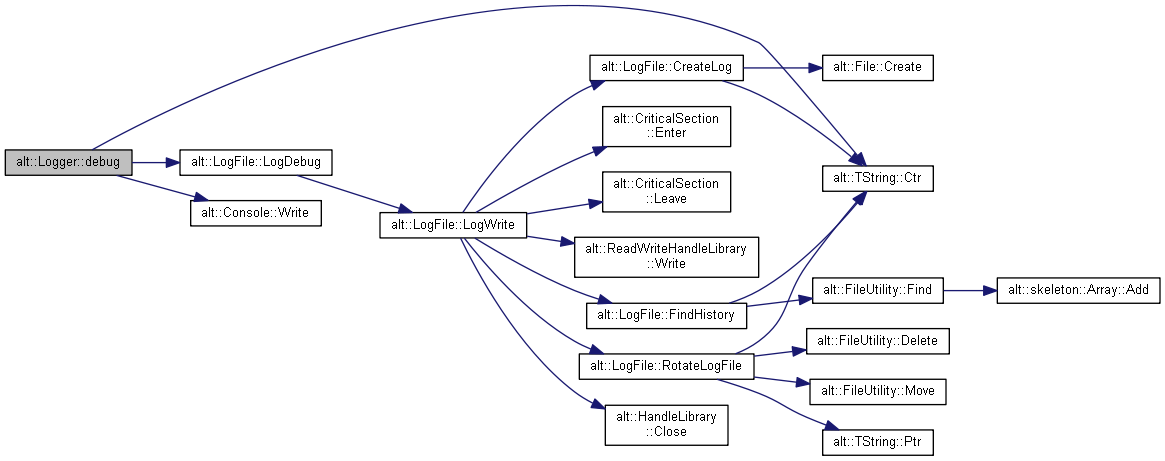 alt::Logger::debug
alt::LogFile::LogDebug
alt::Console::Write
alt::LogFile::LogWrite
alt::LogFile::CreateLog
alt::CriticalSection
::Enter
alt::CriticalSection
::Leave
alt::ReadWriteHandleLibrary
::Write
alt::LogFile::FindHistory
alt::LogFile::RotateLogFile
alt::HandleLibrary
::Close
alt::File::Create
alt::TString::Ctr
alt::FileUtility::Find
alt::FileUtility::Delete
alt::FileUtility::Move
alt::TString::Ptr
alt::skeleton::Array::Add